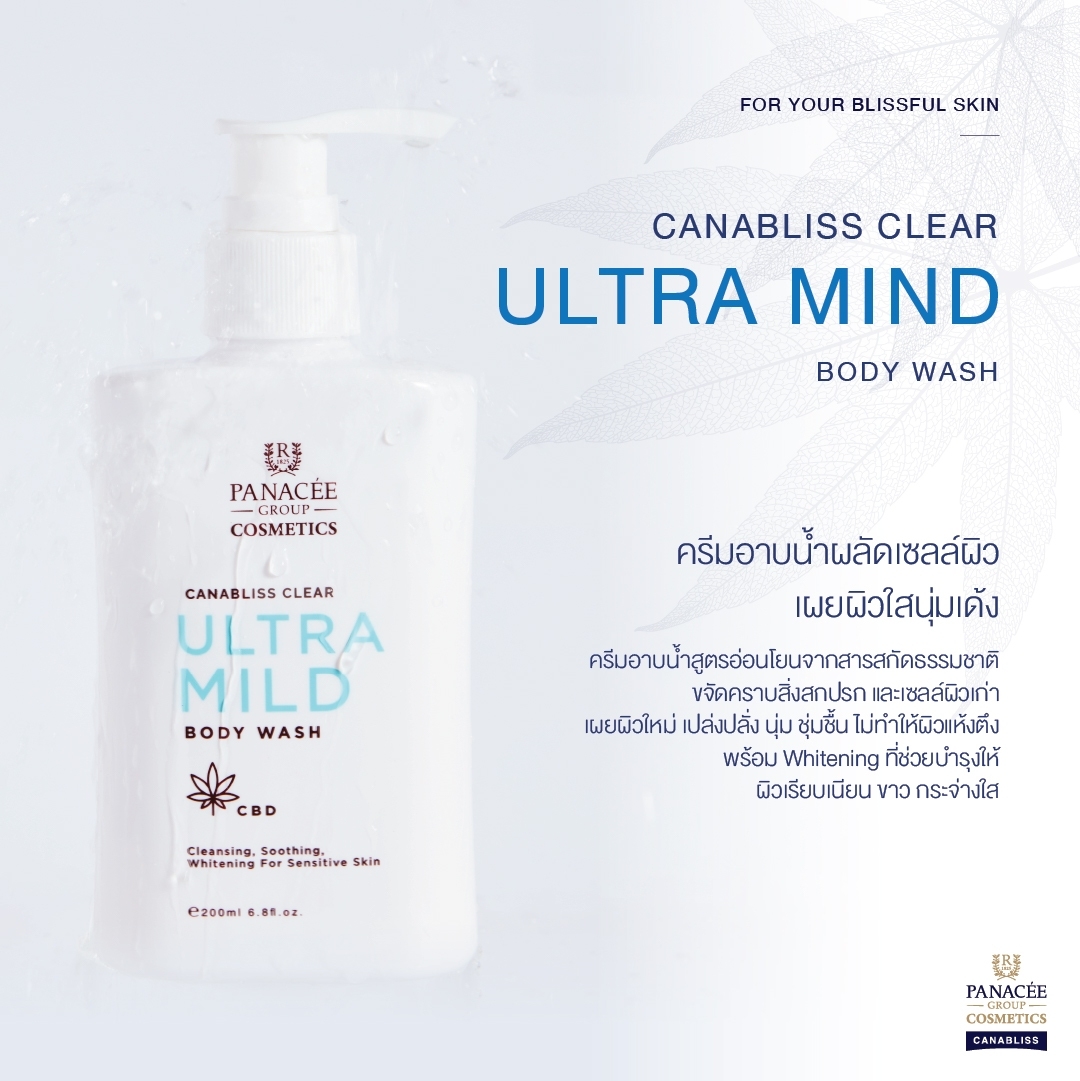 FOR YOUR BLISSFUL SKIN
CANABLISS CLEAR
ULTRA MIND
BODY WASH
R
1825
PANACÉE
GROUP
COSMETICS
CANABLISS CLEAR
ULTRA
MILD
BODY WASH
CBD
Cleansing, Soothing,
Whitening For Sensitive Skin
℮200ml 6.8fl.oz.
ครีมอาบน้ำผลัดเซลล์ผิว
เผยผิวใสนุ่มเด้ง
ครีมอาบน้ำสูตรอ่อนโยนจากสารสกัดธรรมชาติ
ขจัดคราบสิ่งสกปรก และเซลล์ผิวเก่า
เผยผิวใหม่ เปล่งปลั่ง นุ่ม ชุ่มชื้น ไม่ทำให้ผิวแห้งตึง
พร้อม Whitening ที่ช่วยบำรุงให้
ผิวเรียบเนียน ขาว กระจ่างใส
R
1825
PANACÉE
GROUP
COSMETICS
CANABLISS